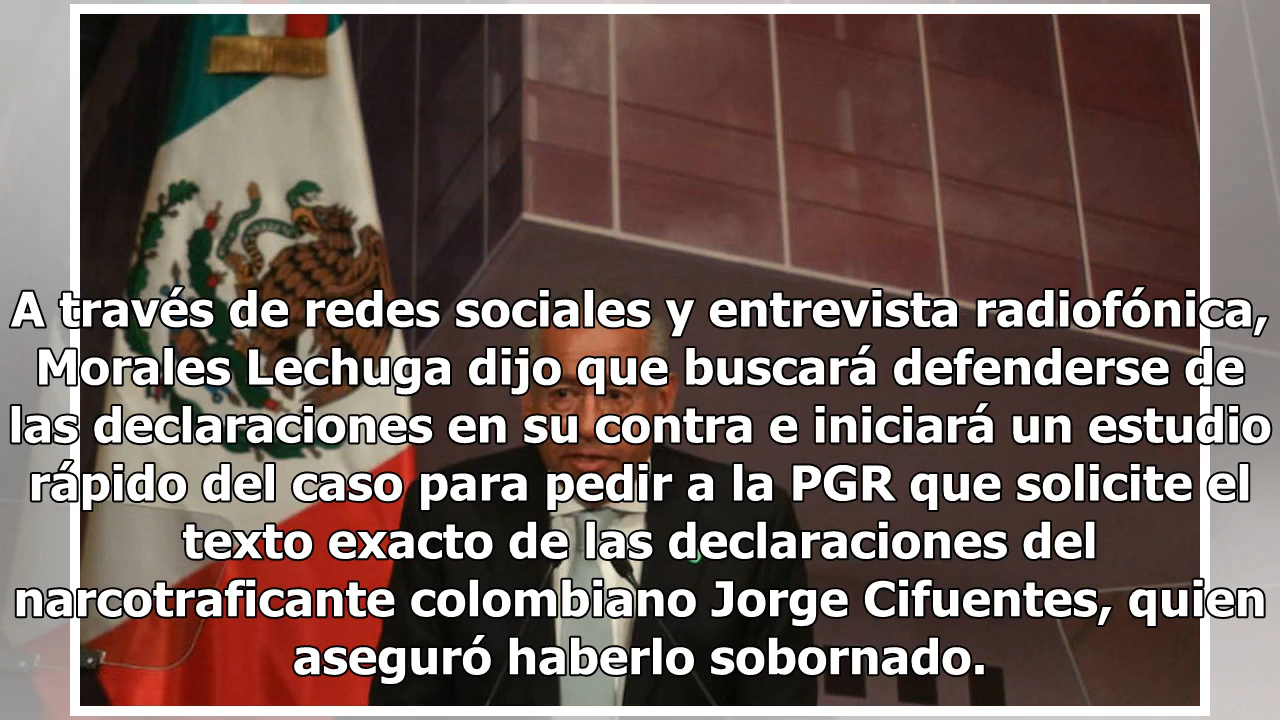 A través de redes sociales y entrevista radiofónica,
Morales Lechuga dijo que buscará defenderse de
las declaraciones en su contra e iniciará un estudio
rápido del caso para pedir a la PGR que solicite el
texto exacto de las declaraciones del
narcotraficante colombiano Jorge Cifuentes, quien
aseguró haberlo sobornado.